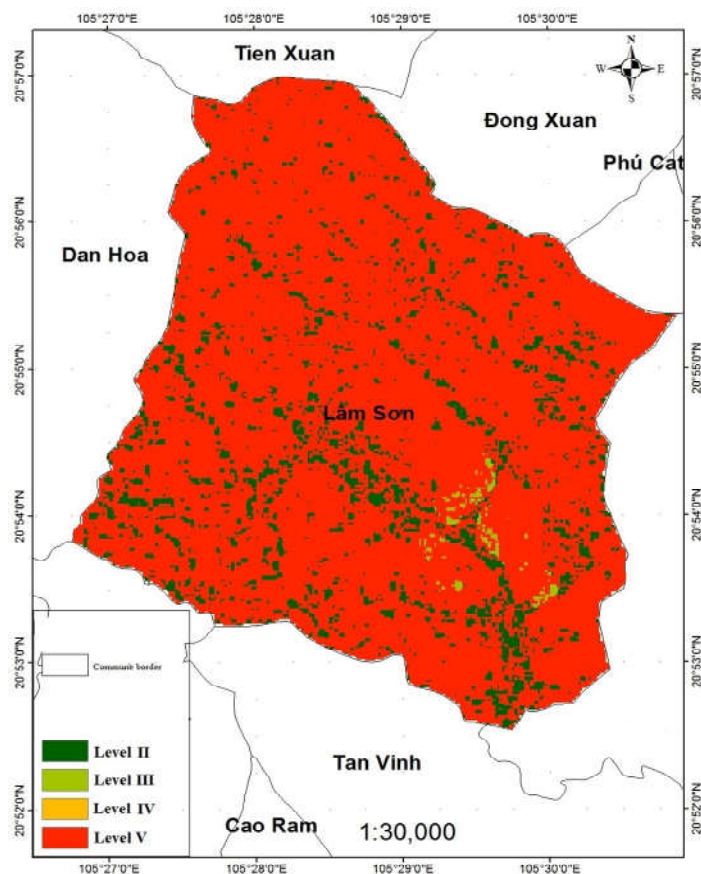 105°27'0"E 105°28'0"E 105°29'0"E 105°30'0"E
Tien Xuan
N
W E
S
20°57'0"N 20°57'0"N
Đong Xuan
Phú Cat
20°56'0"N 20°56'0"N
Dan Hoa
20°55'0"N 20°55'0"N
Lâm Sơn
20°54'0"N 20°54'0"N
20°53'0"N 20°53'0"N
Communit border
Level II
Tan Vinh
Level III
20°52'0"N 20°52'0"N
Level IV
Cao Ram 1:30,000
Level V
105°27'0"E 105°28'0"E 105°29'0"E 105°30'0"E